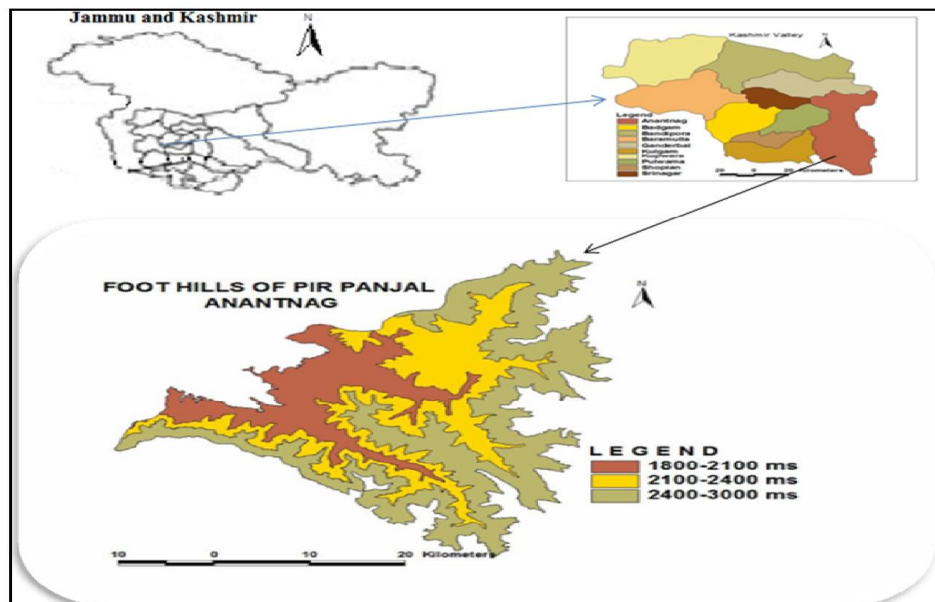 Jammu and Kashmir
N
Kashmir Valley
N
Legend
Anantnag
Badgam
Bandipora
Baramulla
Ganderbal
Kulgam
Kupwara
Pulwama
Shopian
Srinagar
20 0 20 Kilometers
FOOT HILLS OF PIR PANJAL
ANANTNAG
N
LEGEND
1800-2100 ms
2100-2400 ms
2400-3000 ms
10 0 10 20 Kilometers